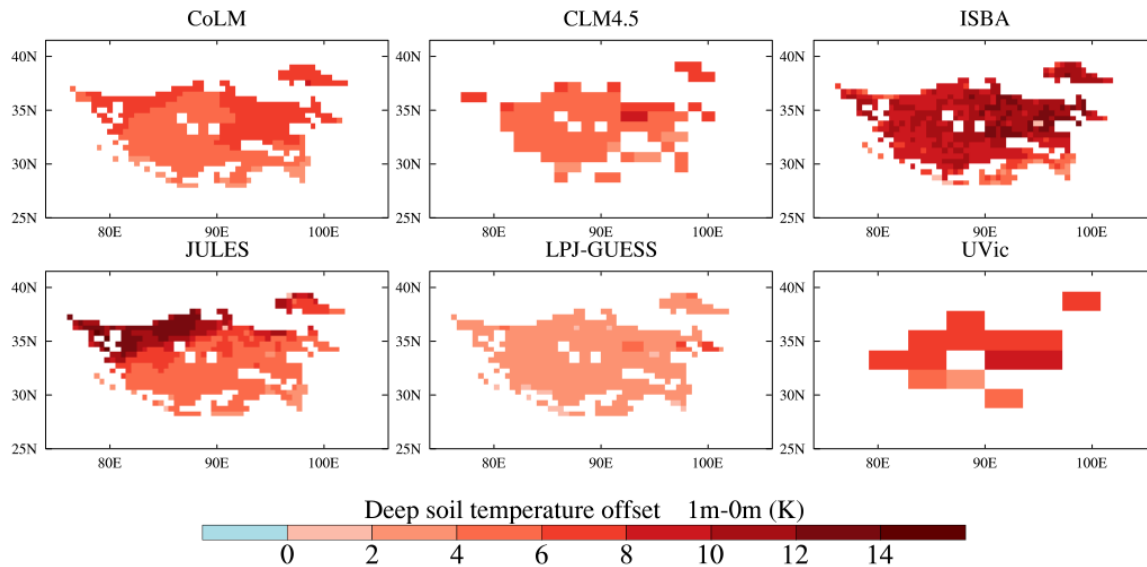 CoLM CLM4.5 ISBA
40N 40N 40N
35N 35N 35N
30N 30N 30N
25N 25N 25N
80E 90E 100E 80E 90E 100E 80E 90E 100E
JULES LPJ-GUESS UVic
40N 40N 40N
35N 35N 35N
30N 30N 30N
25N 25N 25N
80E 90E 100E 80E 90E 100E 80E 90E 100E
Deep soil temperature offset 1m-0m (K)
0 2 4 6 8 10 12 14